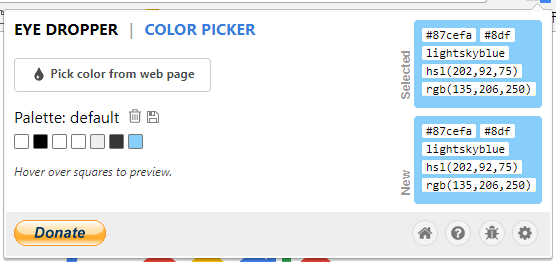 EYE DROPPER | COLOR PICKER
Pick color from web page
Palette: default
Hover over squares to preview.
Selected
#87cefa #8df
lightskyblue
hsl(202,92,75)
rgb(135,206,250)
New
#87cefa #8df
lightskyblue
hsl(202,92,75)
rgb(135,206,250)
Donate
?